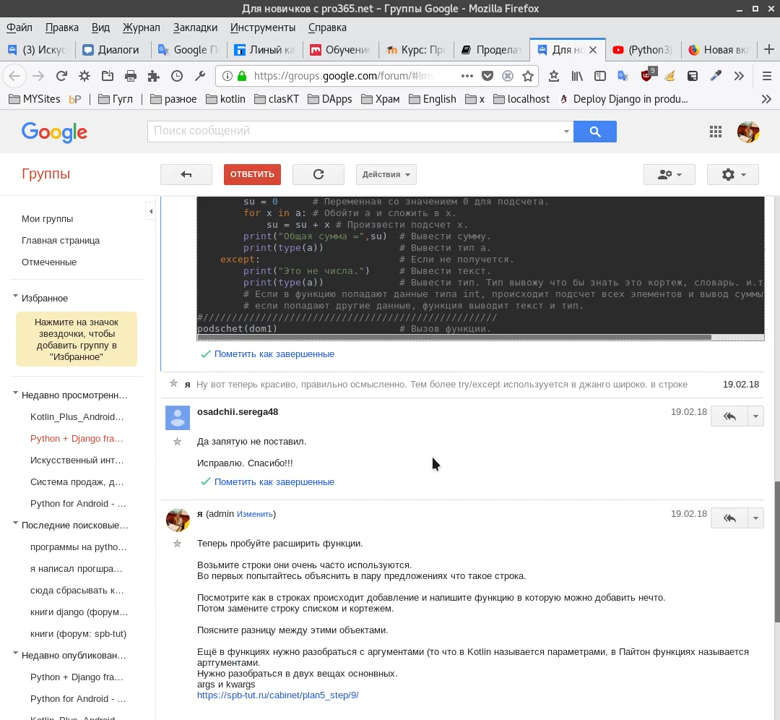 Для новичков с pro365.net – Группы Google - Mozilla Firefox
Файл Правка Вид Журнал Закладки Инструменты Справка
(3) Искус
Диалоги
Google Г
Линый ка
Обучение
Курс: Пр
Проделат
Для но
(Python3)
Новая вкл
https://groups.google.com/forum/#!ms
9
MYSites
bP
Гугл
разное
kotlin
clasKT
DApps
Храм
English
x
localhost
Deploy Django in produ...
Google
Поиск сообщений
Группы
ОТВЕТИТЬ
Действия
Мои группы
Главная страница
Отмеченные
Избранное
Нажмите на значок
звездочки, чтобы
добавить группу в
"Избранное"
Недавно просмотренн...
Kotlin_Plus_Android...
Python + Django fra...
Искусственный инт...
Система продаж, д...
Python for Android - ...
Последние поисковые...
программы на pytho...
я написал прогшра...
сюда сбрасывать к...
книги django (форум...
книги (форум: spb-tut)
Недавно опубликован...
Python + Django fra...
Python for Android - ...
Kotlin_Plus_Android...
su = 0 # Переменная со значением 0 для подсчета.
for x in a: # Обойти a и сложить в x.
su = su + x # Произвести подсчет x.
print("Общая сумма =",su) # Вывести сумму.
print(type(a)) # Вывести тип a.
except: # Если не получется.
print("Это не числа.") # Вывести текст.
print(type(a)) # Вывести тип. Тип вывожу что бы знать это кортеж, словарь. и.т
# Если в функцию попадают данные типа int, происходит подсчет всех элементов и вывод суммы
# если попадают другие данные, функция выводит текст и тип.
#///////////////////////////////////////////////////
podschet(dom1) # Вызов функции.
Пометить как завершенные
я Ну вот теперь красиво, правильно осмысленно. Тем более try/except используется в джанго широко. в строке 19.02.18
osadchii.serega48 19.02.18
Да запятую не поставил.
Исправлю. Спасибо!!!
Пометить как завершенные
я (admin Изменить) 19.02.18
Теперь пробуйте расширить функции.
Возьмите строки они очень часто используются.
Во первых попытайтесь объяснить в пару предложениях что такое строка.
Посмотрите как в строках происходит добавление и напишите функцию в которую можно добавить нечто.
Потом замените строку списком и кортежем.
Поясните разницу между этими объектами.
Ещё в функциях нужно разобраться с аргументами (то что в Kotlin называется параметрами, в Пайтон функциях называется
артгументами.
Нужно разобраться в двух вещах оснонвных.
args и kwargs
https://spb-tut.ru/cabinet/plan5_step/9/